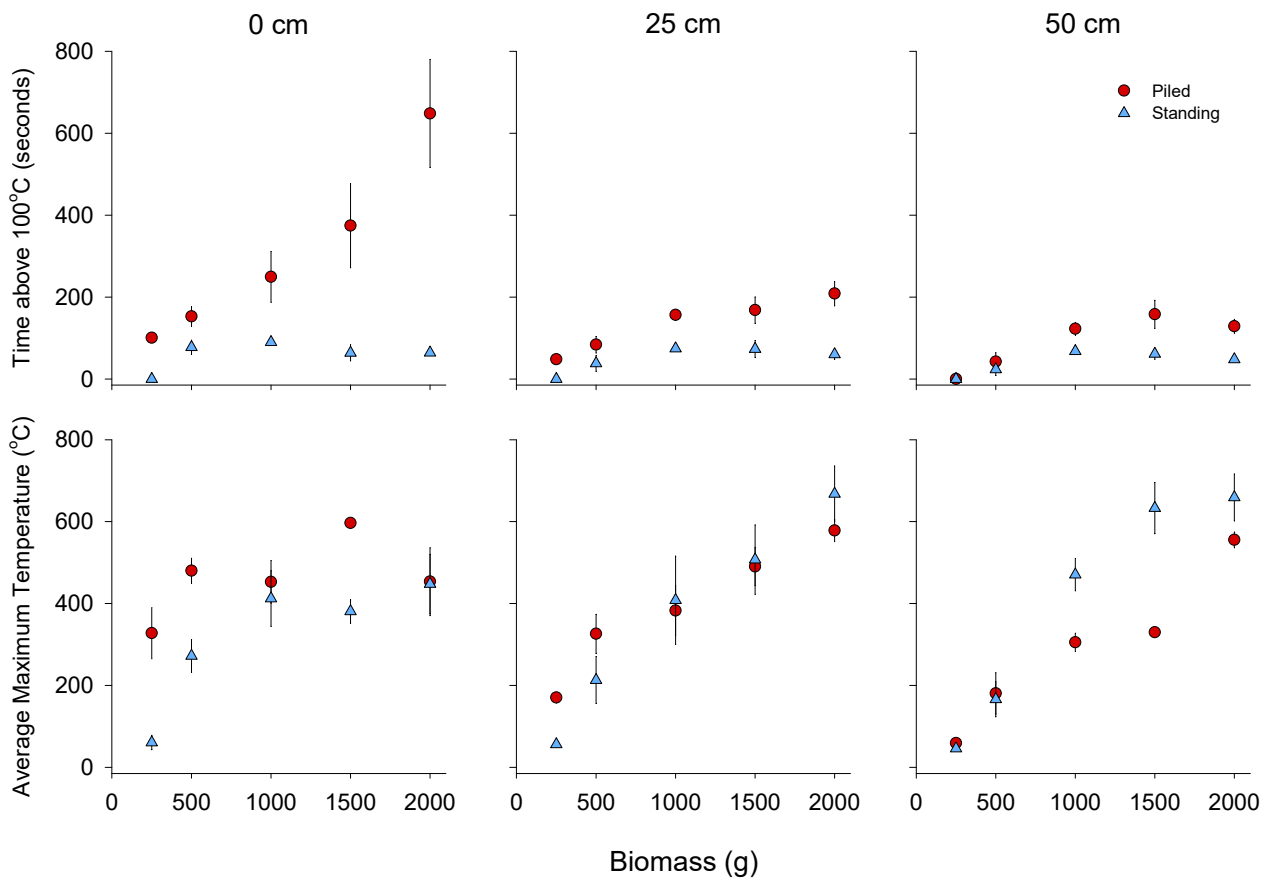 0 cm
25 cm
50 cm
Time above 100°C (seconds)
800
600
400
200
0
Piled
Standing
Average Maximum Temperature (°C)
800
600
400
200
0
0 500 1000 1500 2000
0 500 1000 1500 2000
0 500 1000 1500 2000
Biomass (g)